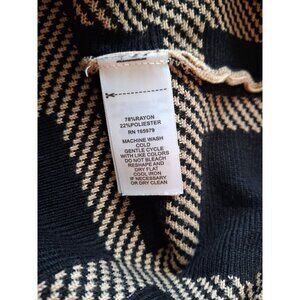 78%RAYON
22%POLYESTER
RN 165979
MACHINE WASH
COLD
GENTLE CYCLE
WITH LIKE COLORS
DO NOT BLEACH
RESHAPE AND
DRY FLAT
COOL IRON
IF NECESSARY
OR DRY CLEAN